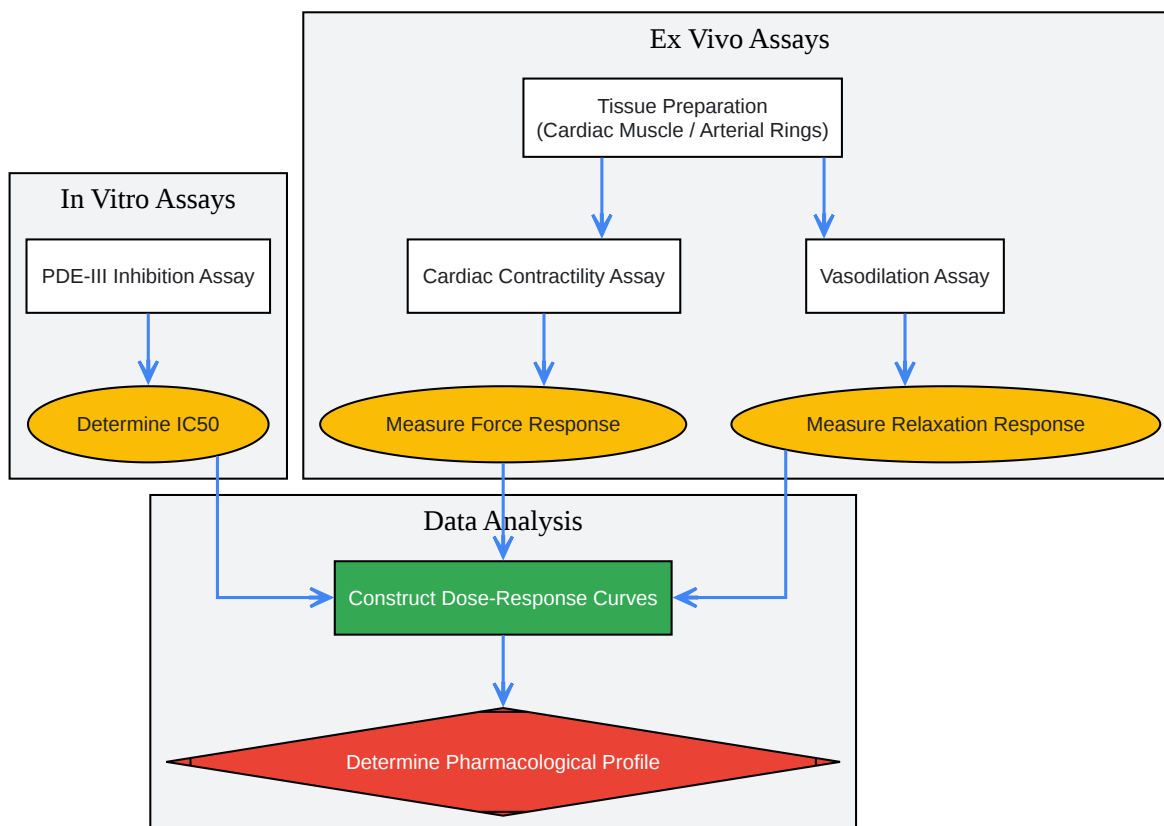 Ex Vivo Assays
Tissue Preparation
(Cardiac Muscle / Arterial Rings)
In Vitro Assays
PDE-III Inhibition Assay
Cardiac Contractility Assay
Vasodilation Assay
Determine IC50
Measure Force Response
Measure Relaxation Response
Data Analysis
Construct Dose-Response Curves
Determine Pharmacological Profile